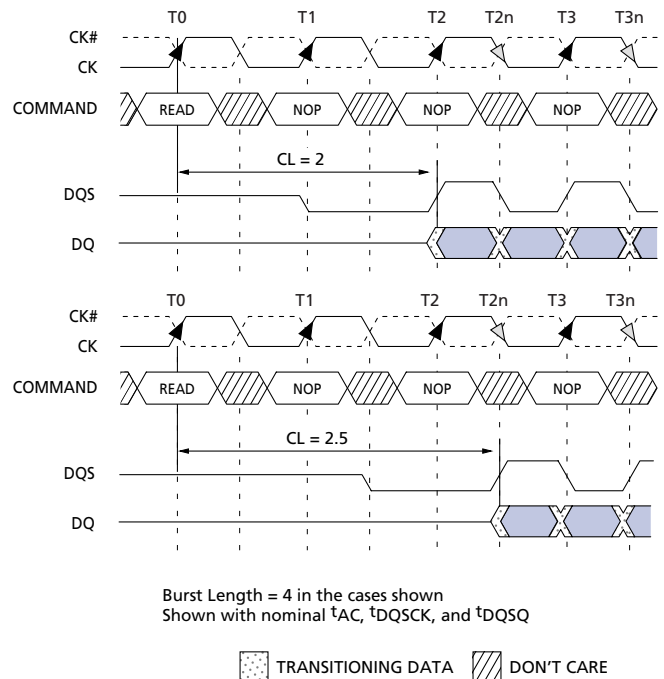 T0 T1 T2 T2n T3 T3n
CK#
CK
COMMAND READ NOP NOP NOP
CL = 2
DQS
DQ
T0 T1 T2 T2n T3 T3n
CK#
CK
COMMAND READ NOP NOP NOP
CL = 2.5
DQS
DQ
Burst Length = 4 in the cases shown
Shown with nominal tAC, tDQSCK, and tDQSQ
TRANSITIONING DATA DON'T CARE